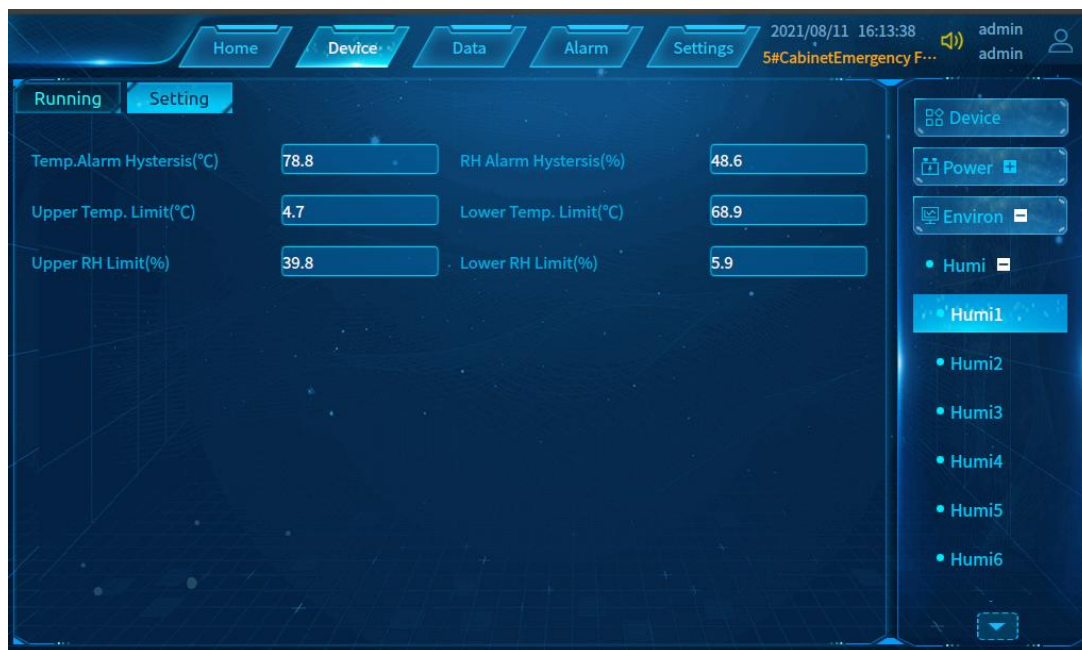 Home Device Data Alarm Settings 2021/08/11 16:13:38 admin
5#CabinetEmergency F··· admin
Running Setting
Temp.Alarm Hystersis(°C) 78.8 RH Alarm Hystersis(%) 48.6
Upper Temp. Limit(°C) 4.7 Lower Temp. Limit(°C) 68.9
Upper RH Limit(%) 39.8 Lower RH Limit(%) 5.9
Device
Power
Environ
Humi
Humi1
Humi2
Humi3
Humi4
Humi5
Humi6